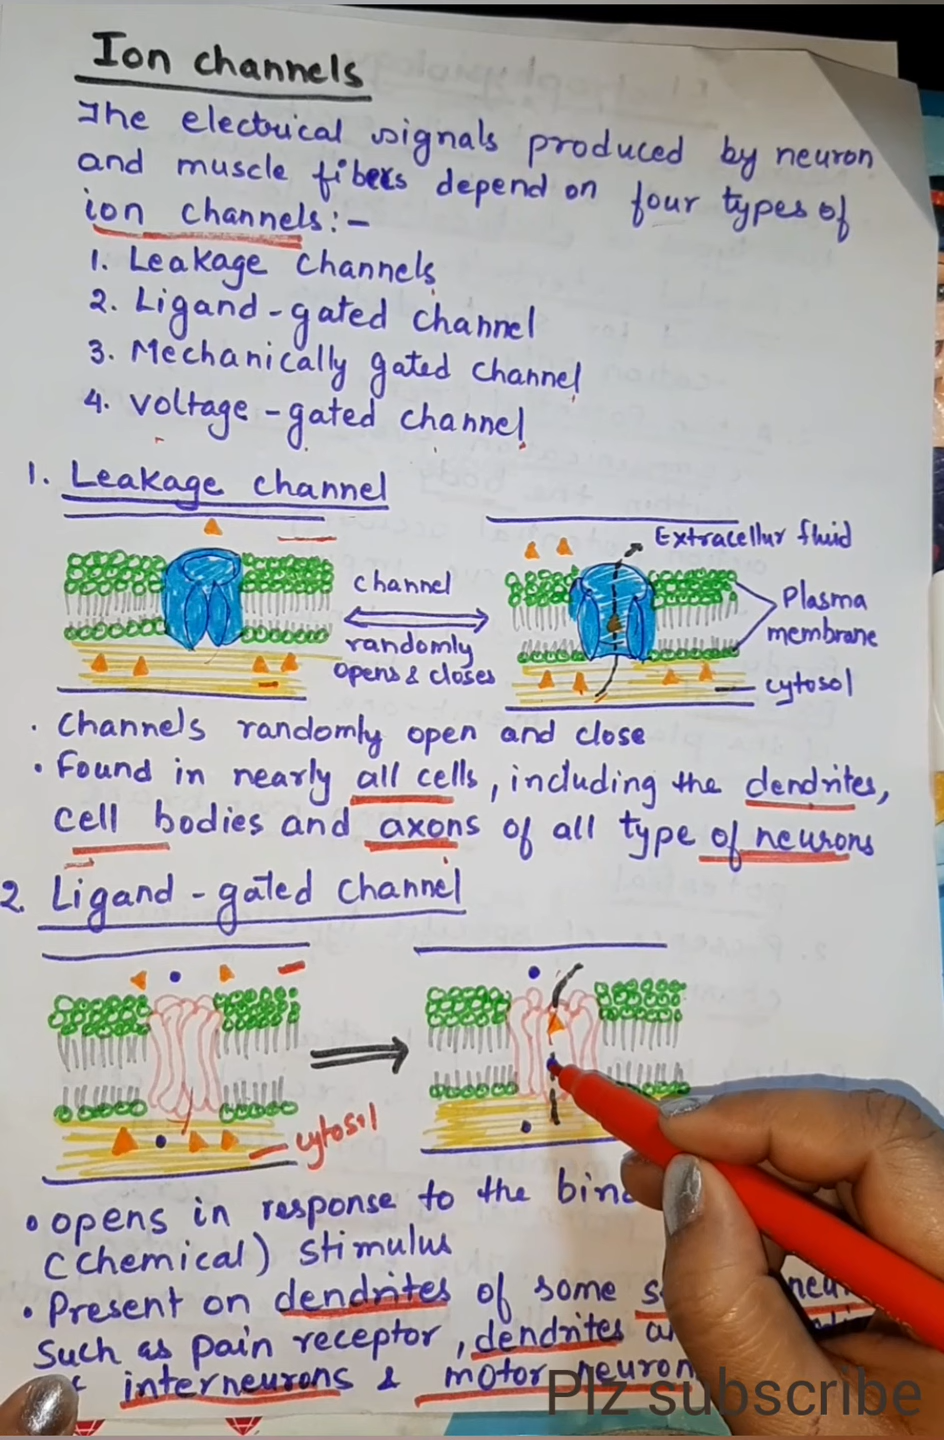 Ion channels
The electrical signals produced by neuron
and muscle fibers depend on four types of
ion channels:-
1. Leakage channels
2. Ligand-gated channel
3. Mechanically gated channel
4. voltage-gated channel
1. Leakage channel
Extracellur fluid
channel
randomly
opens & closes
Plasma
membrane
cytosol
. Channels randomly open and close
• Found in nearly all cells, including the dendrites,
cell bodies and axons of all type of neurons
2. Ligand-gated channel
cytosol
• opens in response to the
(chemical) stimulus
• Present on dendrites of some
such as pain receptor, dendrites
interneurons & motor neuron
Plz subscribe